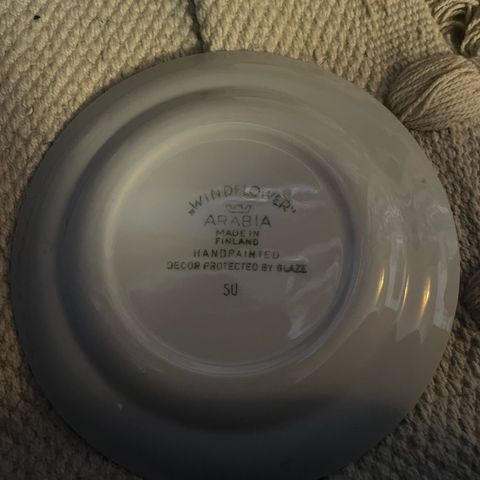 „WINDFLOWER"
ARABIA
MADE IN
FINLAND
HANDPAINTED
DECOR PROTECTED BY GLAZE
SU